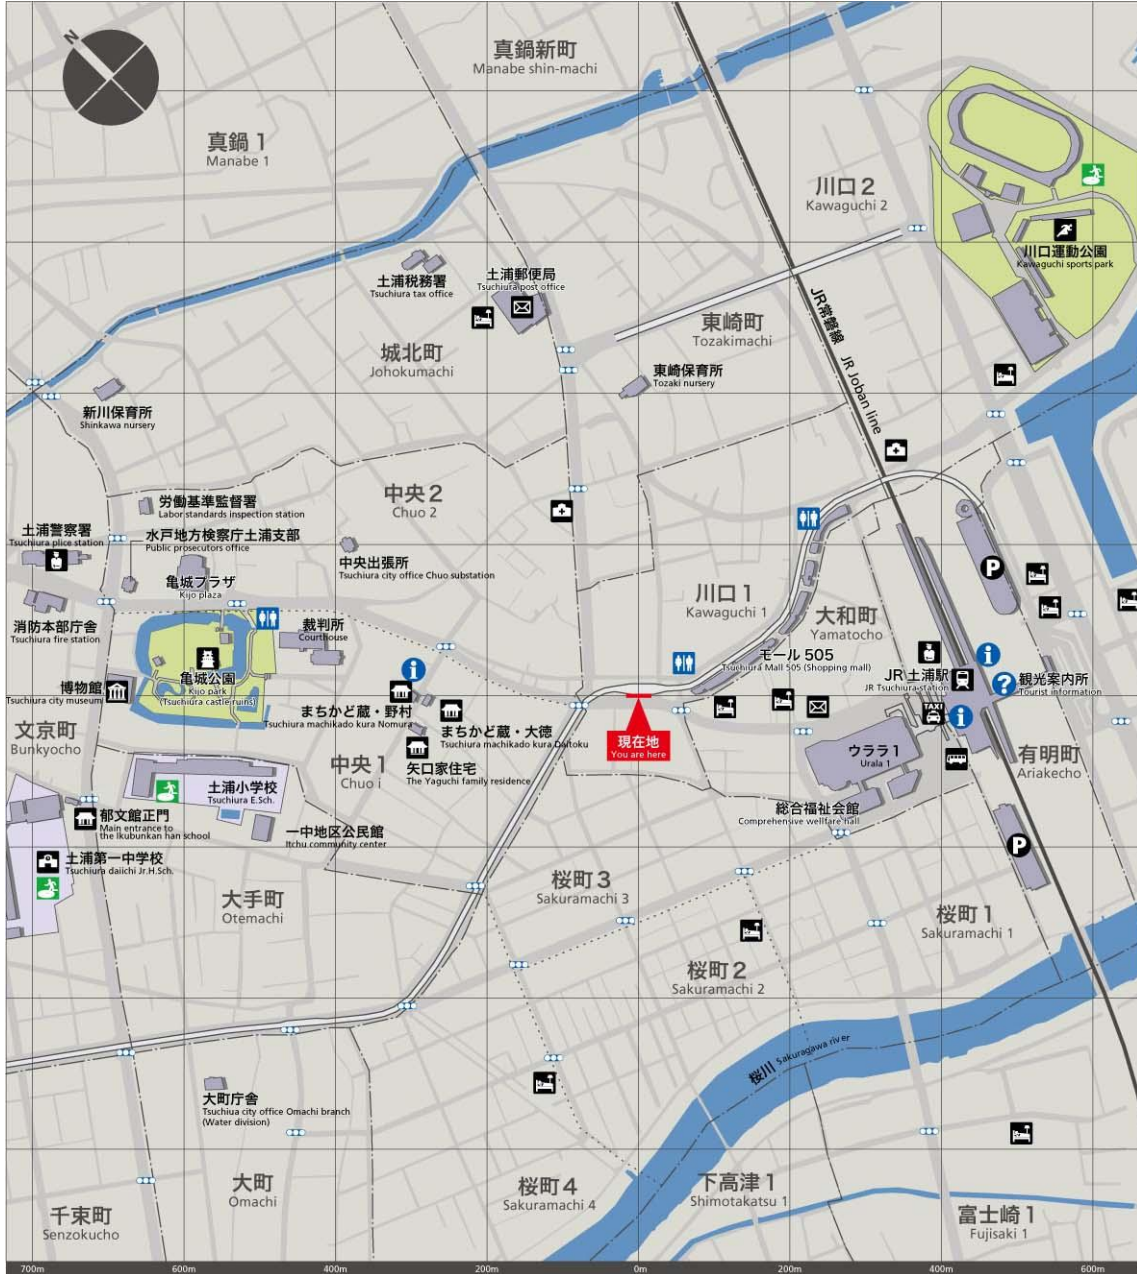 N
真鍋新町
Manabe shin-machi
真鍋1
Manabe 1
川口2
Kawaguchi 2
川口運動公園
Kawaguchi sports park
土浦税務署
Tsuchiura tax office
土浦郵便局
Tsuchiura post office
城北町
Johokumachi
東崎町
Tozakimachi
JR常磐線 JR Joban line
東崎保育所
Tozaki nursery
新川保育所
Shinkawa nursery
中央2
Chuo 2
労働基準監督署
Labor standards inspection station
土浦警察署
Tsuchiura plice station
水戸地方検察庁土浦支部
Public prosecutors office
中央出張所
Tsuchiura city office Chuo substation
亀城プラザ
Kijo plaza
川口1
Kawaguchi 1
大和町
Yamatocho
P
消防本部庁舎
Tsuchiura fire station
裁判所
Courthouse
モール505
Tsuchiura Mall 505 (Shopping mall)
JR土浦駅
JR Tsuchiura station
i
?
観光案内所
Tourist information
博物館
Tsuchiura city museum
亀城公園
Kijo park
(Tsuchiura castle ruins)
i
まちかど蔵・野村
Tsuchiura machikado kura Nomura
まちかど蔵・大徳
Tsuchiura machikado kura Daitoku
TAXI
i
文京町
Bunkyocho
中央1
Chuo i
矢口家住宅
The Yaguchi family residence
現在地
You are here
ウララ1
Urala 1
有明町
Ariakecho
土浦小学校
Tsuchiura E.Sch.
総合福祉会館
Comprehensive wellfare hall
郁文館正門
Main entrance to
the Ikubunkan han school
一中地区公民館
Itchu community center
P
土浦第一中学校
Tsuchiura daiichi Jr.H.Sch.
大手町
Otemachi
桜町3
Sakuramachi 3
桜町1
Sakuramachi 1
桜町2
Sakuramachi 2
桜川 Sakuragawa river
大町庁舎
Tsuchiua city office Omachi branch
(Water division)
大町
Omachi
桜町4
Sakuramachi 4
下高津1
Shimotakatsu 1
千束町
Senzokucho
富士崎1
Fujisaki 1
700m 600m 400m 200m 0m 200m 400m 600m